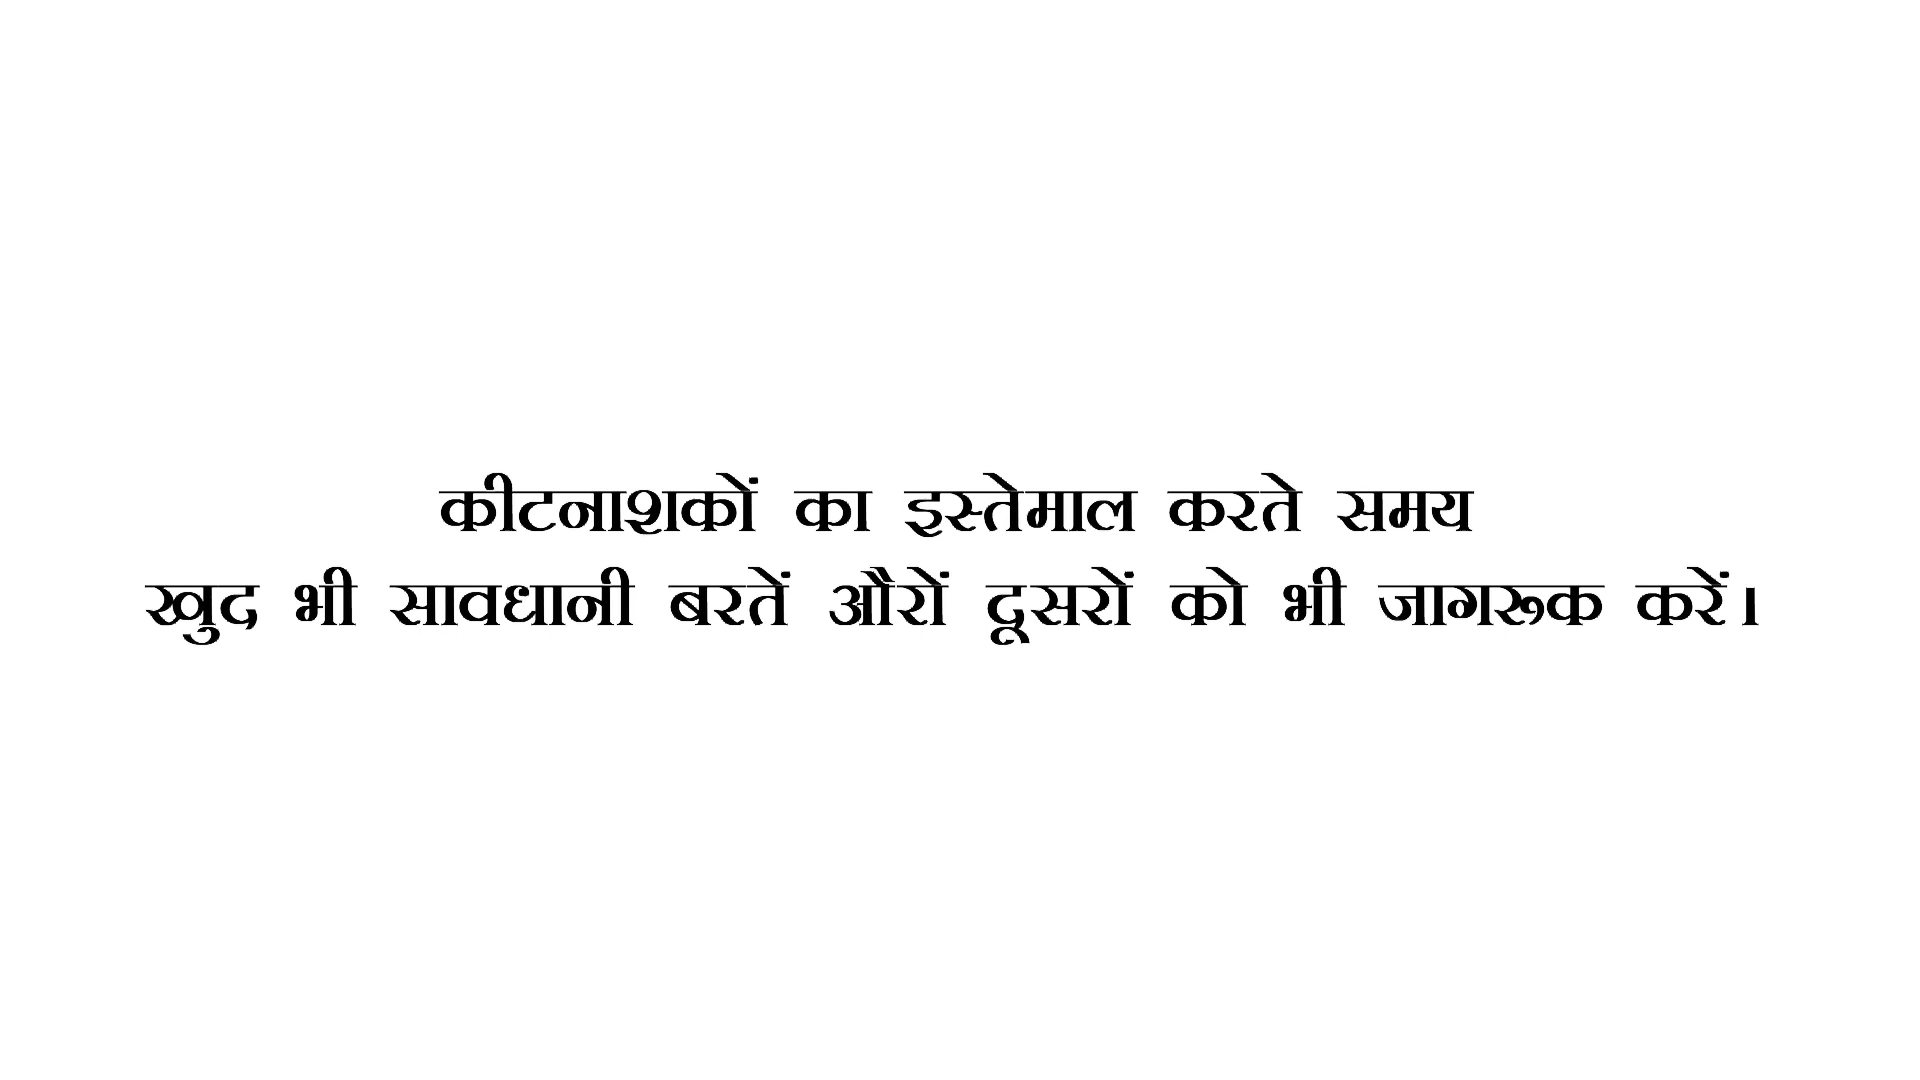 कीटनाशकों का इस्तेमाल करते समय
खुद भी सावधानी बरतें औरों दूसरों को भी जागरूक करें।